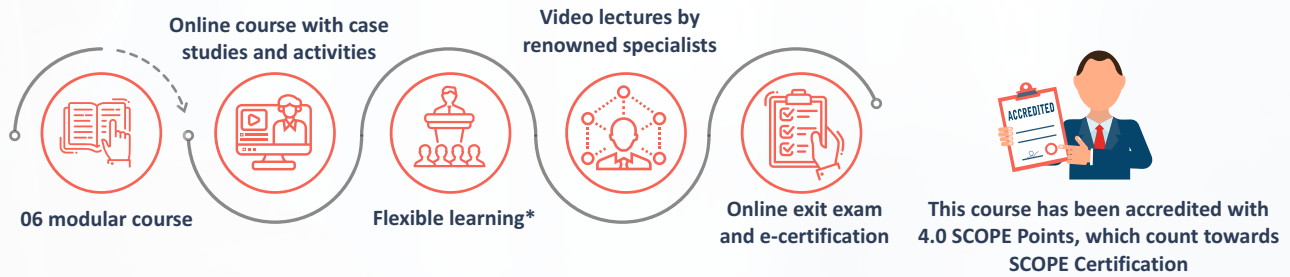 Online course with case
studies and activities
Video lectures by
renowned specialists
ACCREDITED
06 modular course
Flexible learning*
Online exit exam
and e-certification
This course has been accredited with
4.0 SCOPE Points, which count towards
SCOPE Certification